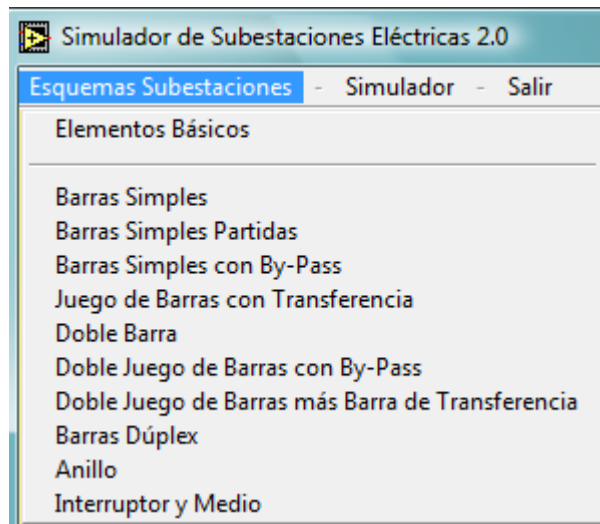 Simulador de Subestaciones Eléctricas 2.0
Esquemas Subestaciones - Simulador - Salir
Elementos Básicos
Barras Simples
Barras Simples Partidas
Barras Simples con By-Pass
Juego de Barras con Transferencia
Doble Barra
Doble Juego de Barras con By-Pass
Doble Juego de Barras más Barra de Transferencia
Barras Dúplex
Anillo
Interruptor y Medio